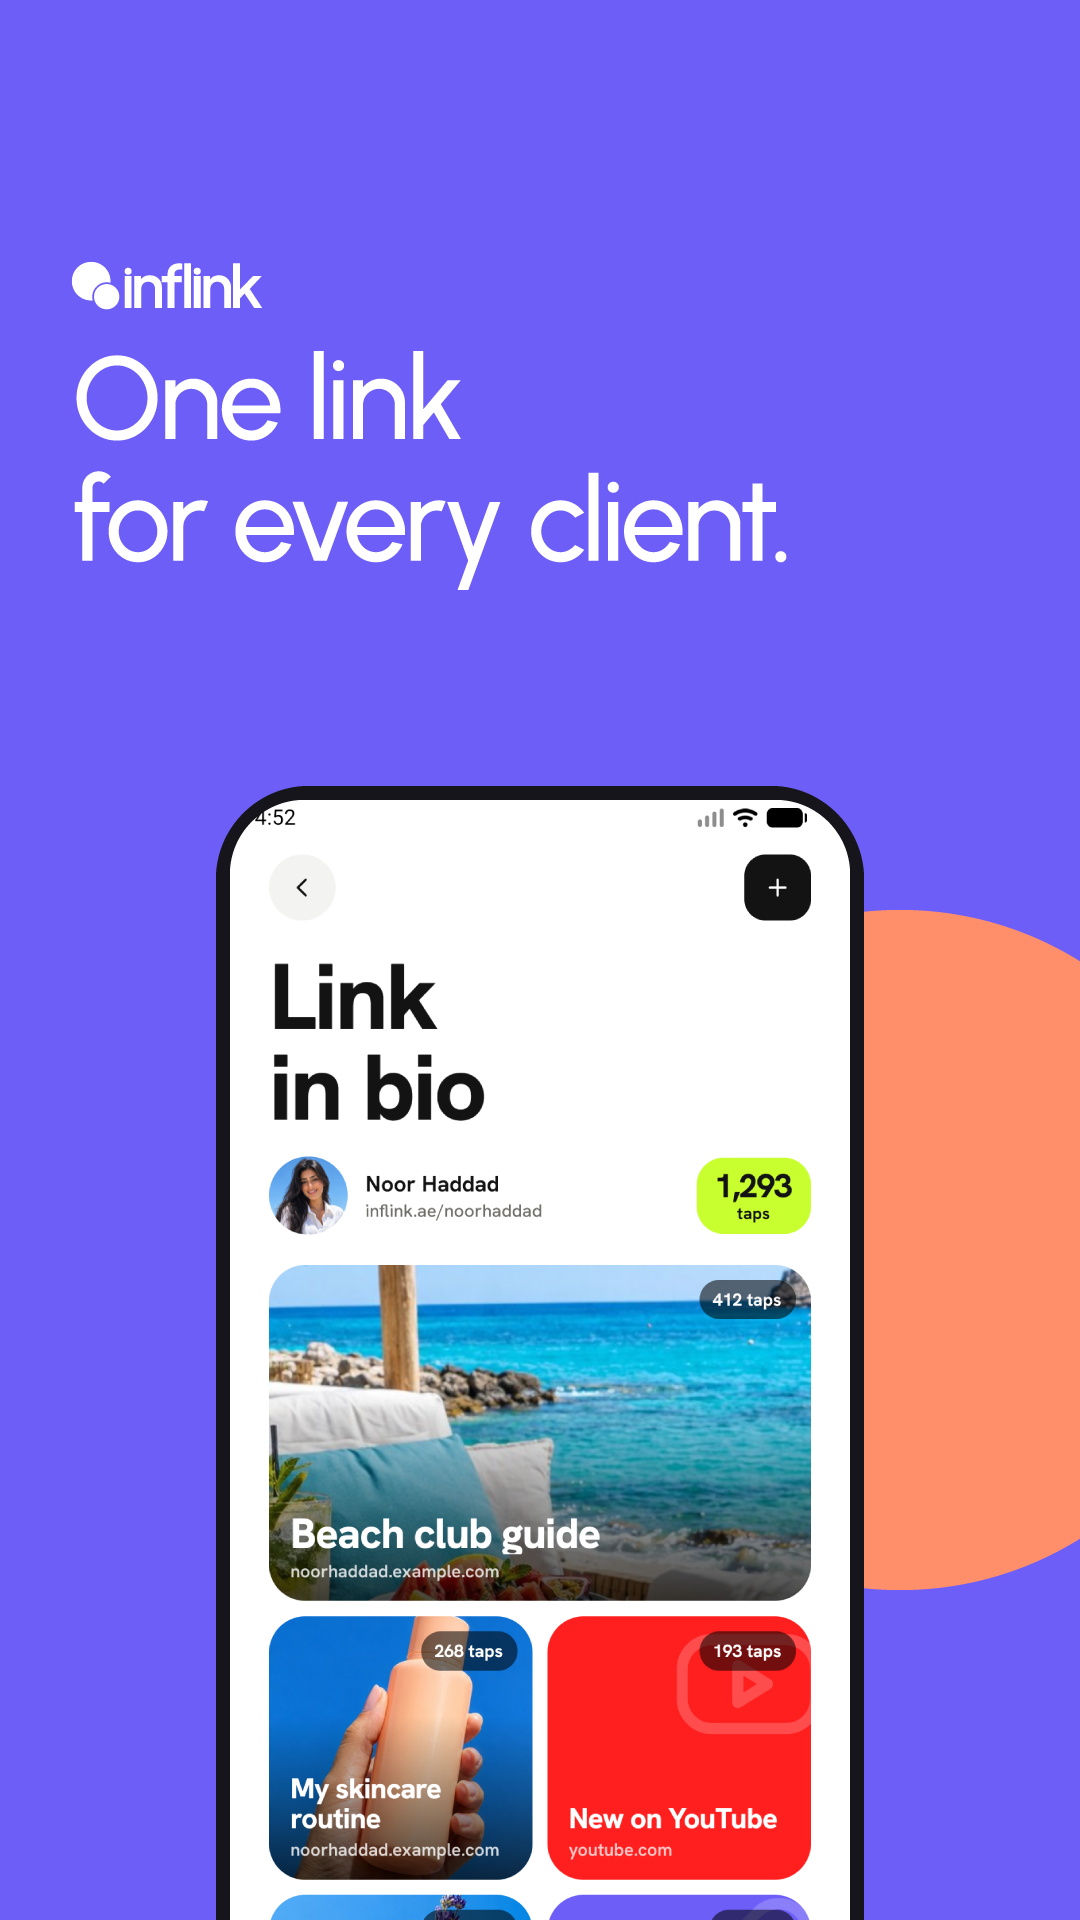 inflink
One link
for every client.
4:52
Link
in bio
Noor Haddad
inflink.ae/noorhaddad
1,293
taps
412 taps
Beach club guide
noorhaddad.example.com
268 taps
My skincare
routine
noorhaddad.example.com
193 taps
New on YouTube
youtube.com